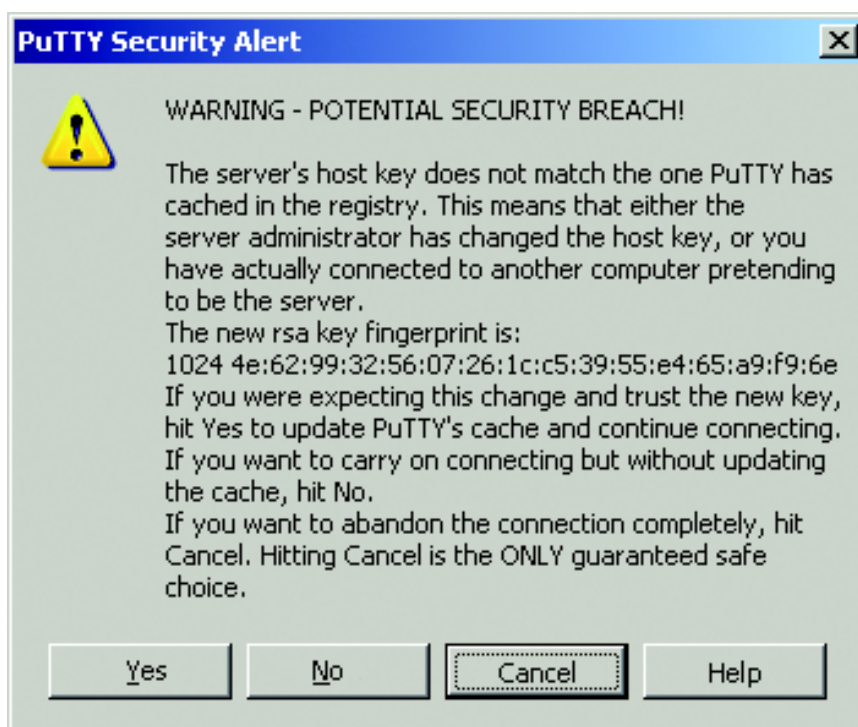 PuTTY Security Alert
WARNING - POTENTIAL SECURITY BREACH!
The server's host key does not match the one PuTTY has
cached in the registry. This means that either the
server administrator has changed the host key, or you
have actually connected to another computer pretending
to be the server.
The new rsa key fingerprint is:
1024 4e:62:99:32:56:07:26:1c:c5:39:55:e4:65:a9:f9:6e
If you were expecting this change and trust the new key,
hit Yes to update PuTTY's cache and continue connecting.
If you want to carry on connecting but without updating
the cache, hit No.
If you want to abandon the connection completely, hit
Cancel. Hitting Cancel is the ONLY guaranteed safe
choice.
Yes No Cancel Help